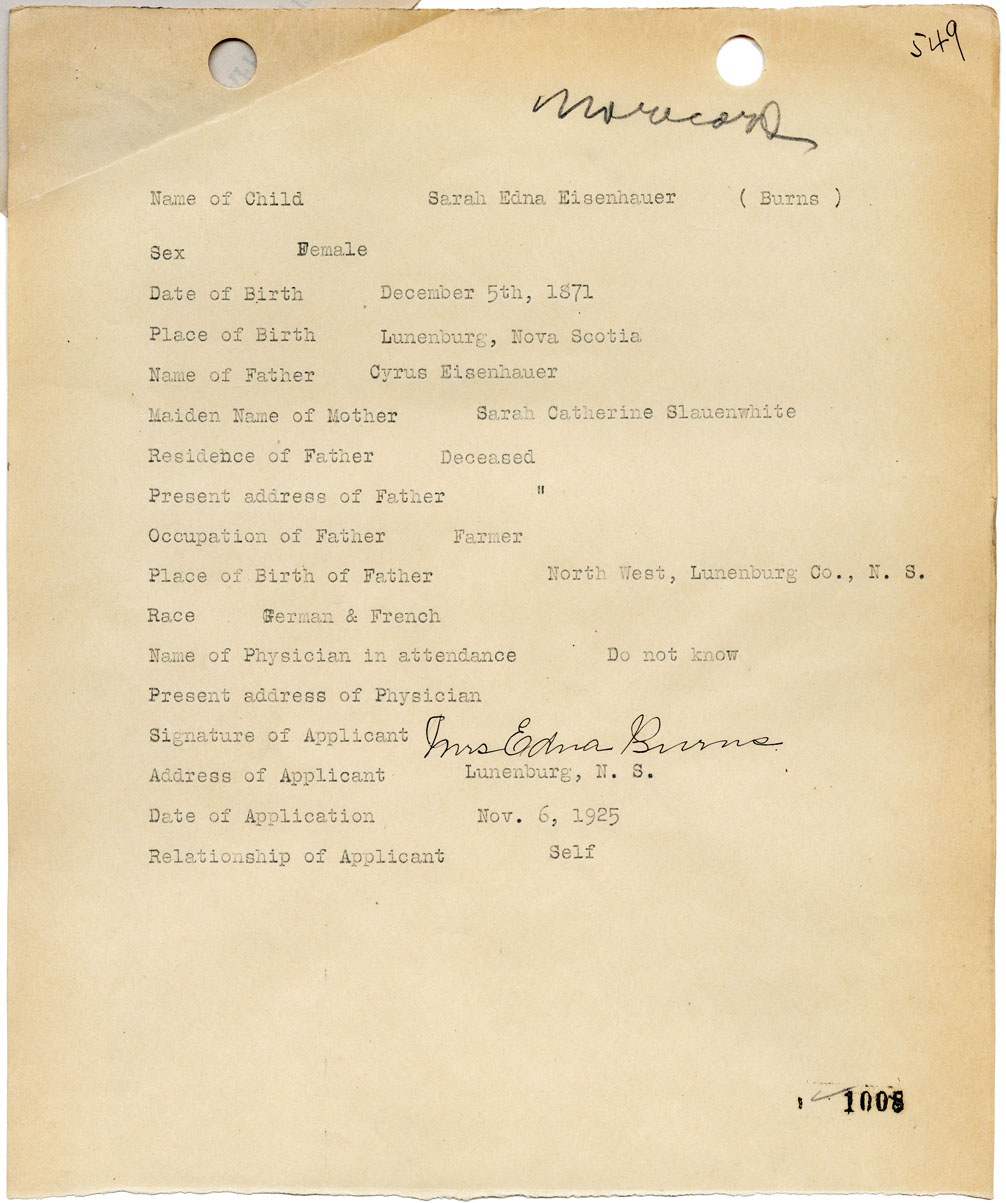 549
No record
Name of Child Sarah Edna Eisenhauer ( Burns )
Sex Female
Date of Birth December 5th, 1871
Place of Birth Lunenburg, Nova Scotia
Name of Father Cyrus Eisenhauer
Maiden Name of Mother Sarah Catherine Slauenwhite
Residence of Father Deceased
Present address of Father "
Occupation of Father Farmer
Place of Birth of Father North West, Lunenburg Co., N. S.
Race German & French
Name of Physician in attendance Do not know
Present address of Physician
Signature of Applicant Mrs Edna Burns
Address of Applicant Lunenburg, N. S.
Date of Application Nov. 6, 1925
Relationship of Applicant Self
1008